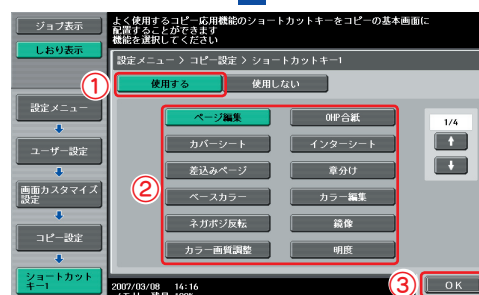 ジョブ表示
よく使用するコピー応用機能のショートカットキーをコピーの基本画面に
配置することができます
機能を選択してください
しおり表示
設定メニュー > コピー設定 > ショートカットキー1
①
使用する
使用しない
設定メニュー
ユーザー設定
画面カスタマイズ
設定
コピー設定
ショートカット
キー1
②
ページ編集
OHP合紙
カバーシート
インターシート
差込みページ
章分け
ベースカラー
カラー編集
ネガポジ反転
鏡像
カラー画質調整
明度
1/4
2007/03/08 14:16
③
OK